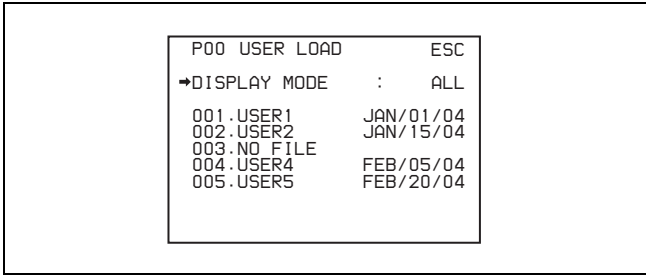 P00 USER LOAD ESC
➡DISPLAY MODE : ALL
001.USER1 JAN/01/04
002.USER2 JAN/15/04
003.NO FILE
004.USER4 FEB/05/04
005.USER5 FEB/20/04